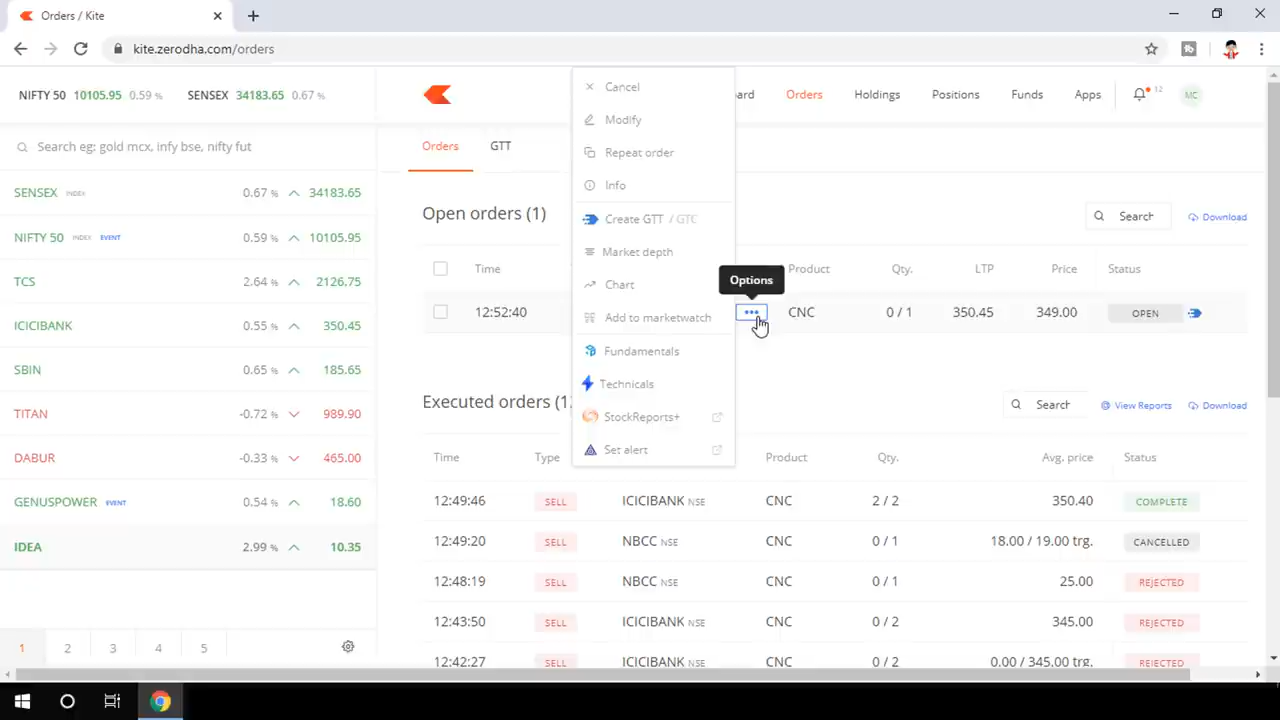 Orders / Kite
kite.zerodha.com/orders
NIFTY 50 10105.95 0.59 % SENSEX 34183.65 0.67 %
Orders Holdings Positions Funds Apps 12 MC
Search eg: gold mcx, infy bse, nifty fut
SENSEX INDEX 0.67 % 34183.65
NIFTY 50 INDEX EVENT 0.59 % 10105.95
TCS 2.64 % 2126.75
ICICIBANK 0.55 % 350.45
SBIN 0.65 % 185.65
TITAN -0.72 % 989.90
DABUR -0.33 % 465.00
GENUSPOWER EVENT 0.54 % 18.60
IDEA 2.99 % 10.35
1 2 3 4 5
Orders GTT
Open orders (1) Search Download
Time Product Qty. LTP Price Status
12:52:40 CNC 0 / 1 350.45 349.00 OPEN
Cancel
Modify
Repeat order
Info
Create GTT / GTC
Market depth
Chart
Add to marketwatch
Fundamentals
Technicals
StockReports+
Set alert
Options
Executed orders Search View Reports Download
Time Type Product Qty. Avg. price Status
12:49:46 SELL ICICIBANK NSE CNC 2 / 2 350.40 COMPLETE
12:49:20 SELL NBCC NSE CNC 0 / 1 18.00 / 19.00 trg. CANCELLED
12:48:19 SELL NBCC NSE CNC 0 / 1 25.00 REJECTED
12:43:50 SELL ICICIBANK NSE CNC 0 / 1 345.00 REJECTED
12:42:27 SELL ICICIBANK NSE CNC 0 / 2 0.00 / 345.00 trg. REJECTED